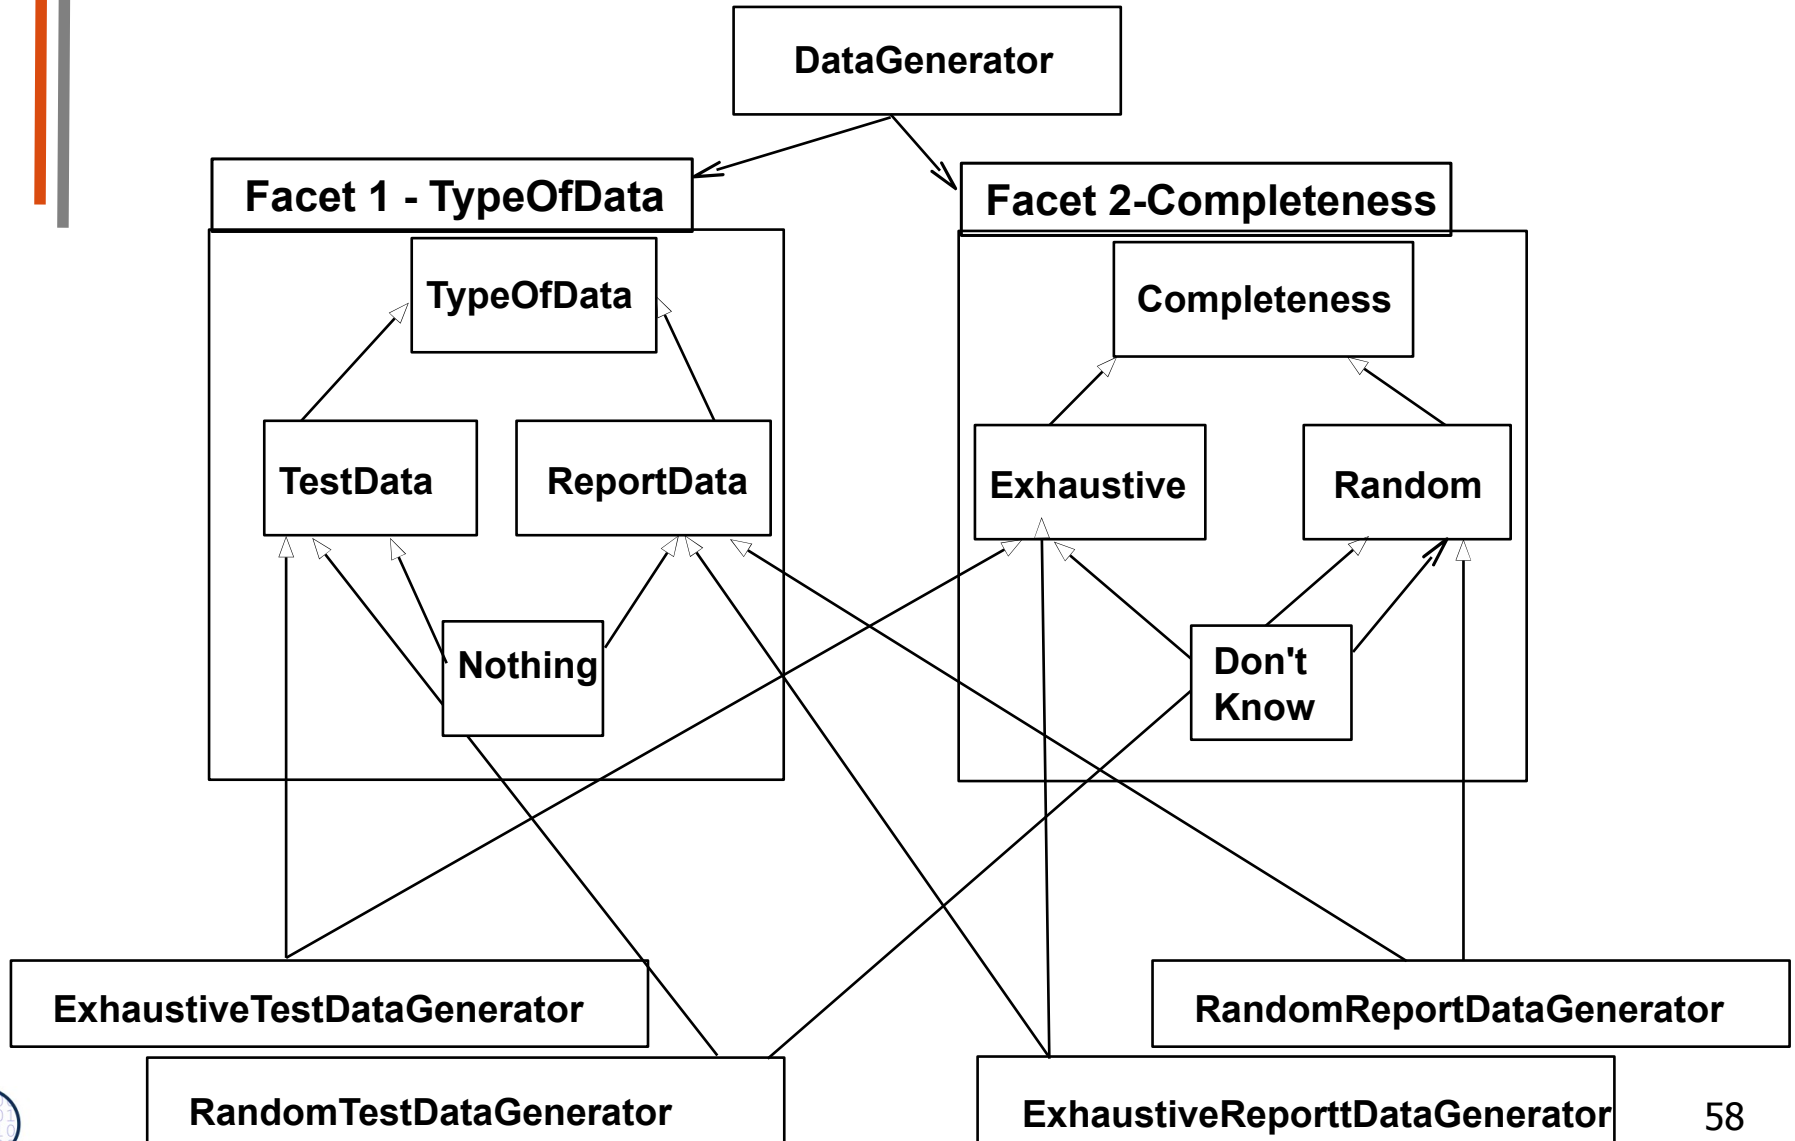 DataGenerator
Facet 1 - TypeOfData
Facet 2-Completeness
TypeOfData
Completeness
TestData
ReportData
Exhaustive
Random
Nothing
Don't
Know
ExhaustiveTestDataGenerator
RandomReportDataGenerator
RandomTestDataGenerator
ExhaustiveReporttDataGenerator
58